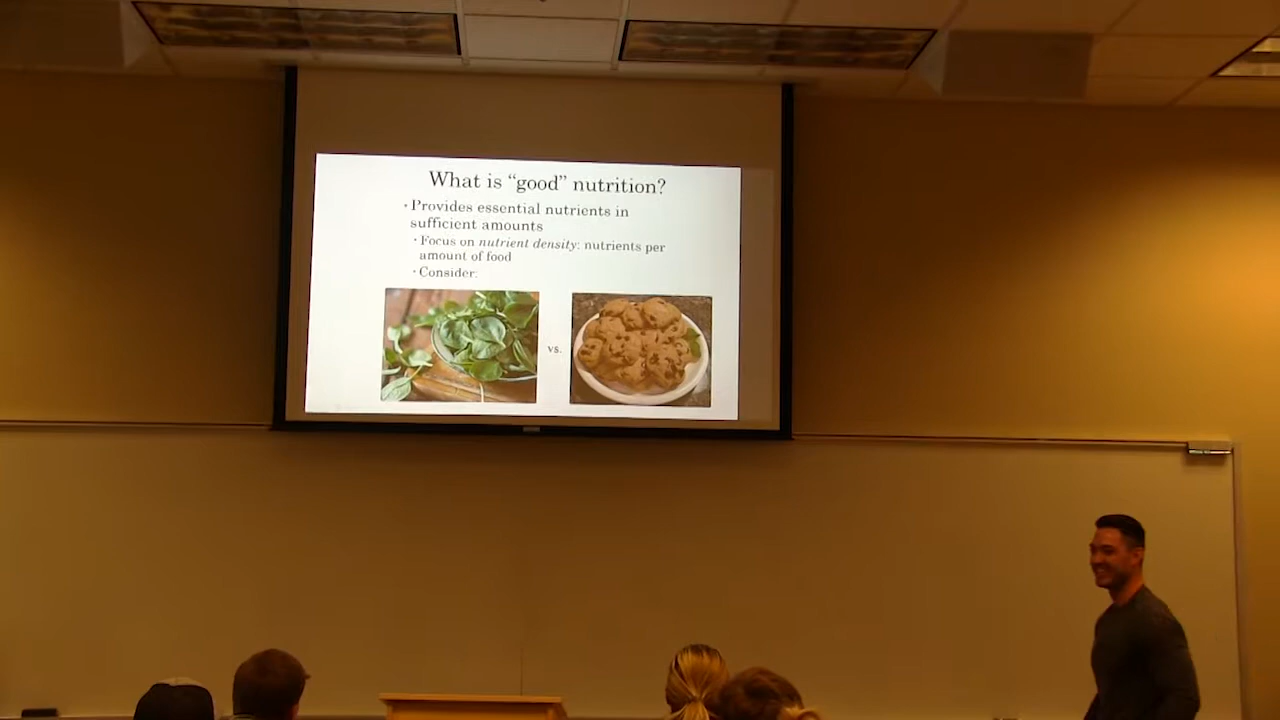 What is “good” nutrition?
• Provides essential nutrients in
sufficient amounts
• Focus on nutrient density: nutrients per
amount of food
• Consider:
vs.